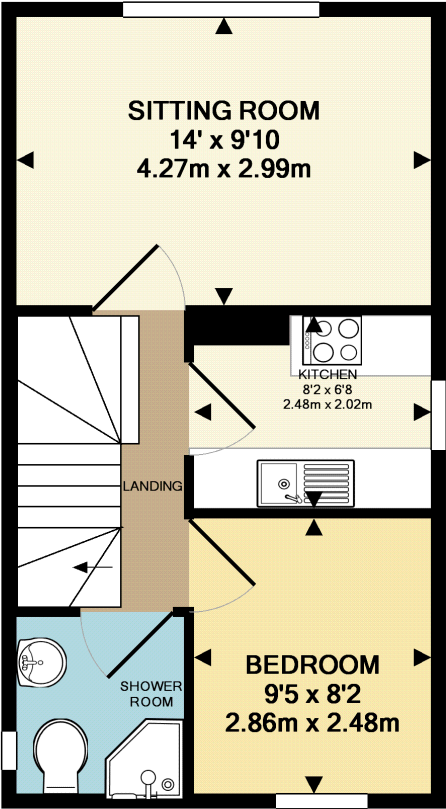 SITTING ROOM
14' x 9'10
4.27m x 2.99m
KITCHEN
8'2 x 6'8
2.48m x 2.02m
LANDING
BEDROOM
9'5 x 8'2
2.86m x 2.48m
SHOWER
ROOM